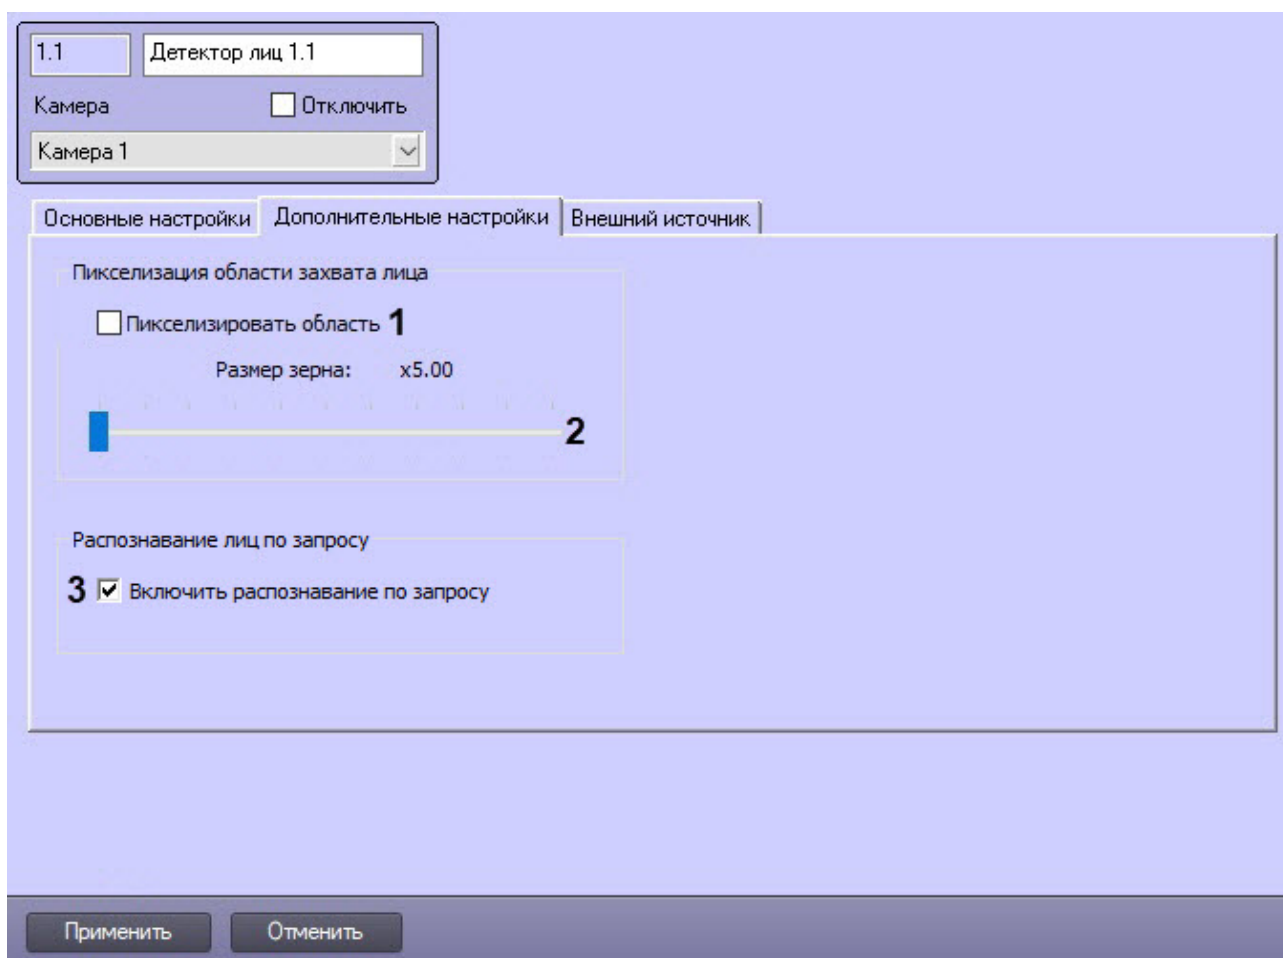 1.1 Детектор лиц 1.1
Камера Отключить
Камера 1
Основные настройки Дополнительные настройки Внешний источник
Пикселизация области захвата лица
Пикселизировать область 1
Размер зерна: x5.00
2
Распознавание лиц по запросу
3 Включить распознавание по запросу
Применить Отменить